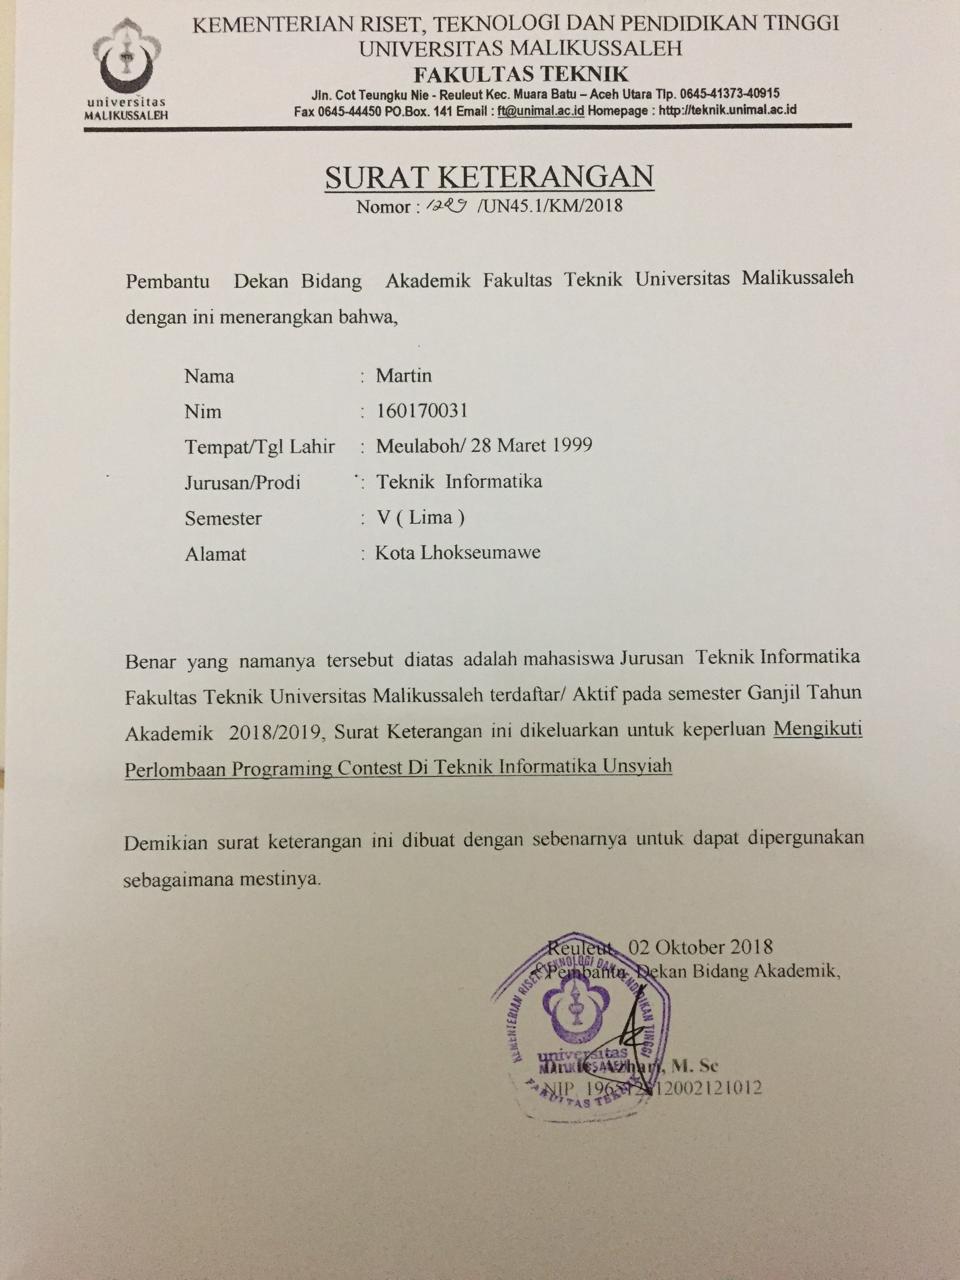 KEMENTERIAN RISET, TEKNOLOGI DAN PENDIDIKAN TINGGI
UNIVERSITAS MALIKUSSALEH
FAKULTAS TEKNIK
Jln. Cot Teungku Nie - Reuleut Kec. Muara Batu – Aceh Utara Tlp. 0645-41373-40915
Fax 0645-44450 PO.Box. 141 Email : ft@unimal.ac.id Homepage : http://teknik.unimal.ac.id
universitas
MALIKUSSALEH
SURAT KETERANGAN
Nomor : /UN45.1/KM/2018
Pembantu Dekan Bidang Akademik Fakultas Teknik Universitas Malikussaleh
dengan ini menerangkan bahwa,
Nama : Martin
Nim : 160170031
Tempat/Tgl Lahir : Meulaboh/ 28 Maret 1999
Jurusan/Prodi : Teknik Informatika
Semester : V ( Lima )
Alamat : Kota Lhokseumawe
Benar yang namanya tersebut diatas adalah mahasiswa Jurusan Teknik Informatika
Fakultas Teknik Universitas Malikussaleh terdaftar/ Aktif pada semester Ganjil Tahun
Akademik 2018/2019, Surat Keterangan ini dikeluarkan untuk keperluan Mengikuti
Perlombaan Programing Contest Di Teknik Informatika Unsyiah
Demikian surat keterangan ini dibuat dengan sebenarnya untuk dapat dipergunakan
sebagaimana mestinya.
Reuleut, 02 Oktober 2018
Pembantu Dekan Bidang Akademik,
KEMENTERIAN RISET TEKNOLOGI DAN PENDIDIKAN TINGGI
universitas
MALIKUSSALEH
FAKULTAS TEKNIK
Azhari, M. Sc
NIP.